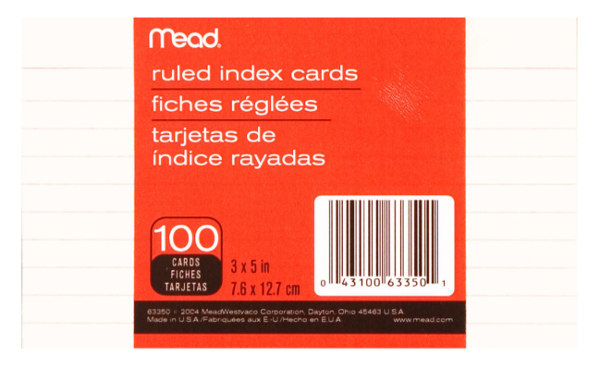 Mead
ruled index cards
fiches réglées
tarjetas de
índice rayadas
100
CARDS
FICHES
TARJETAS
3 x 5 in
7.6 x 12.7 cm
0 43100 63350 1
63350 © 2004 MeadWestvaco Corporation, Dayton, Ohio 45463 U.S.A.
Made in U.S.A./Fabriquées aux É.-U./Hecho en E.U.A. www.mead.com